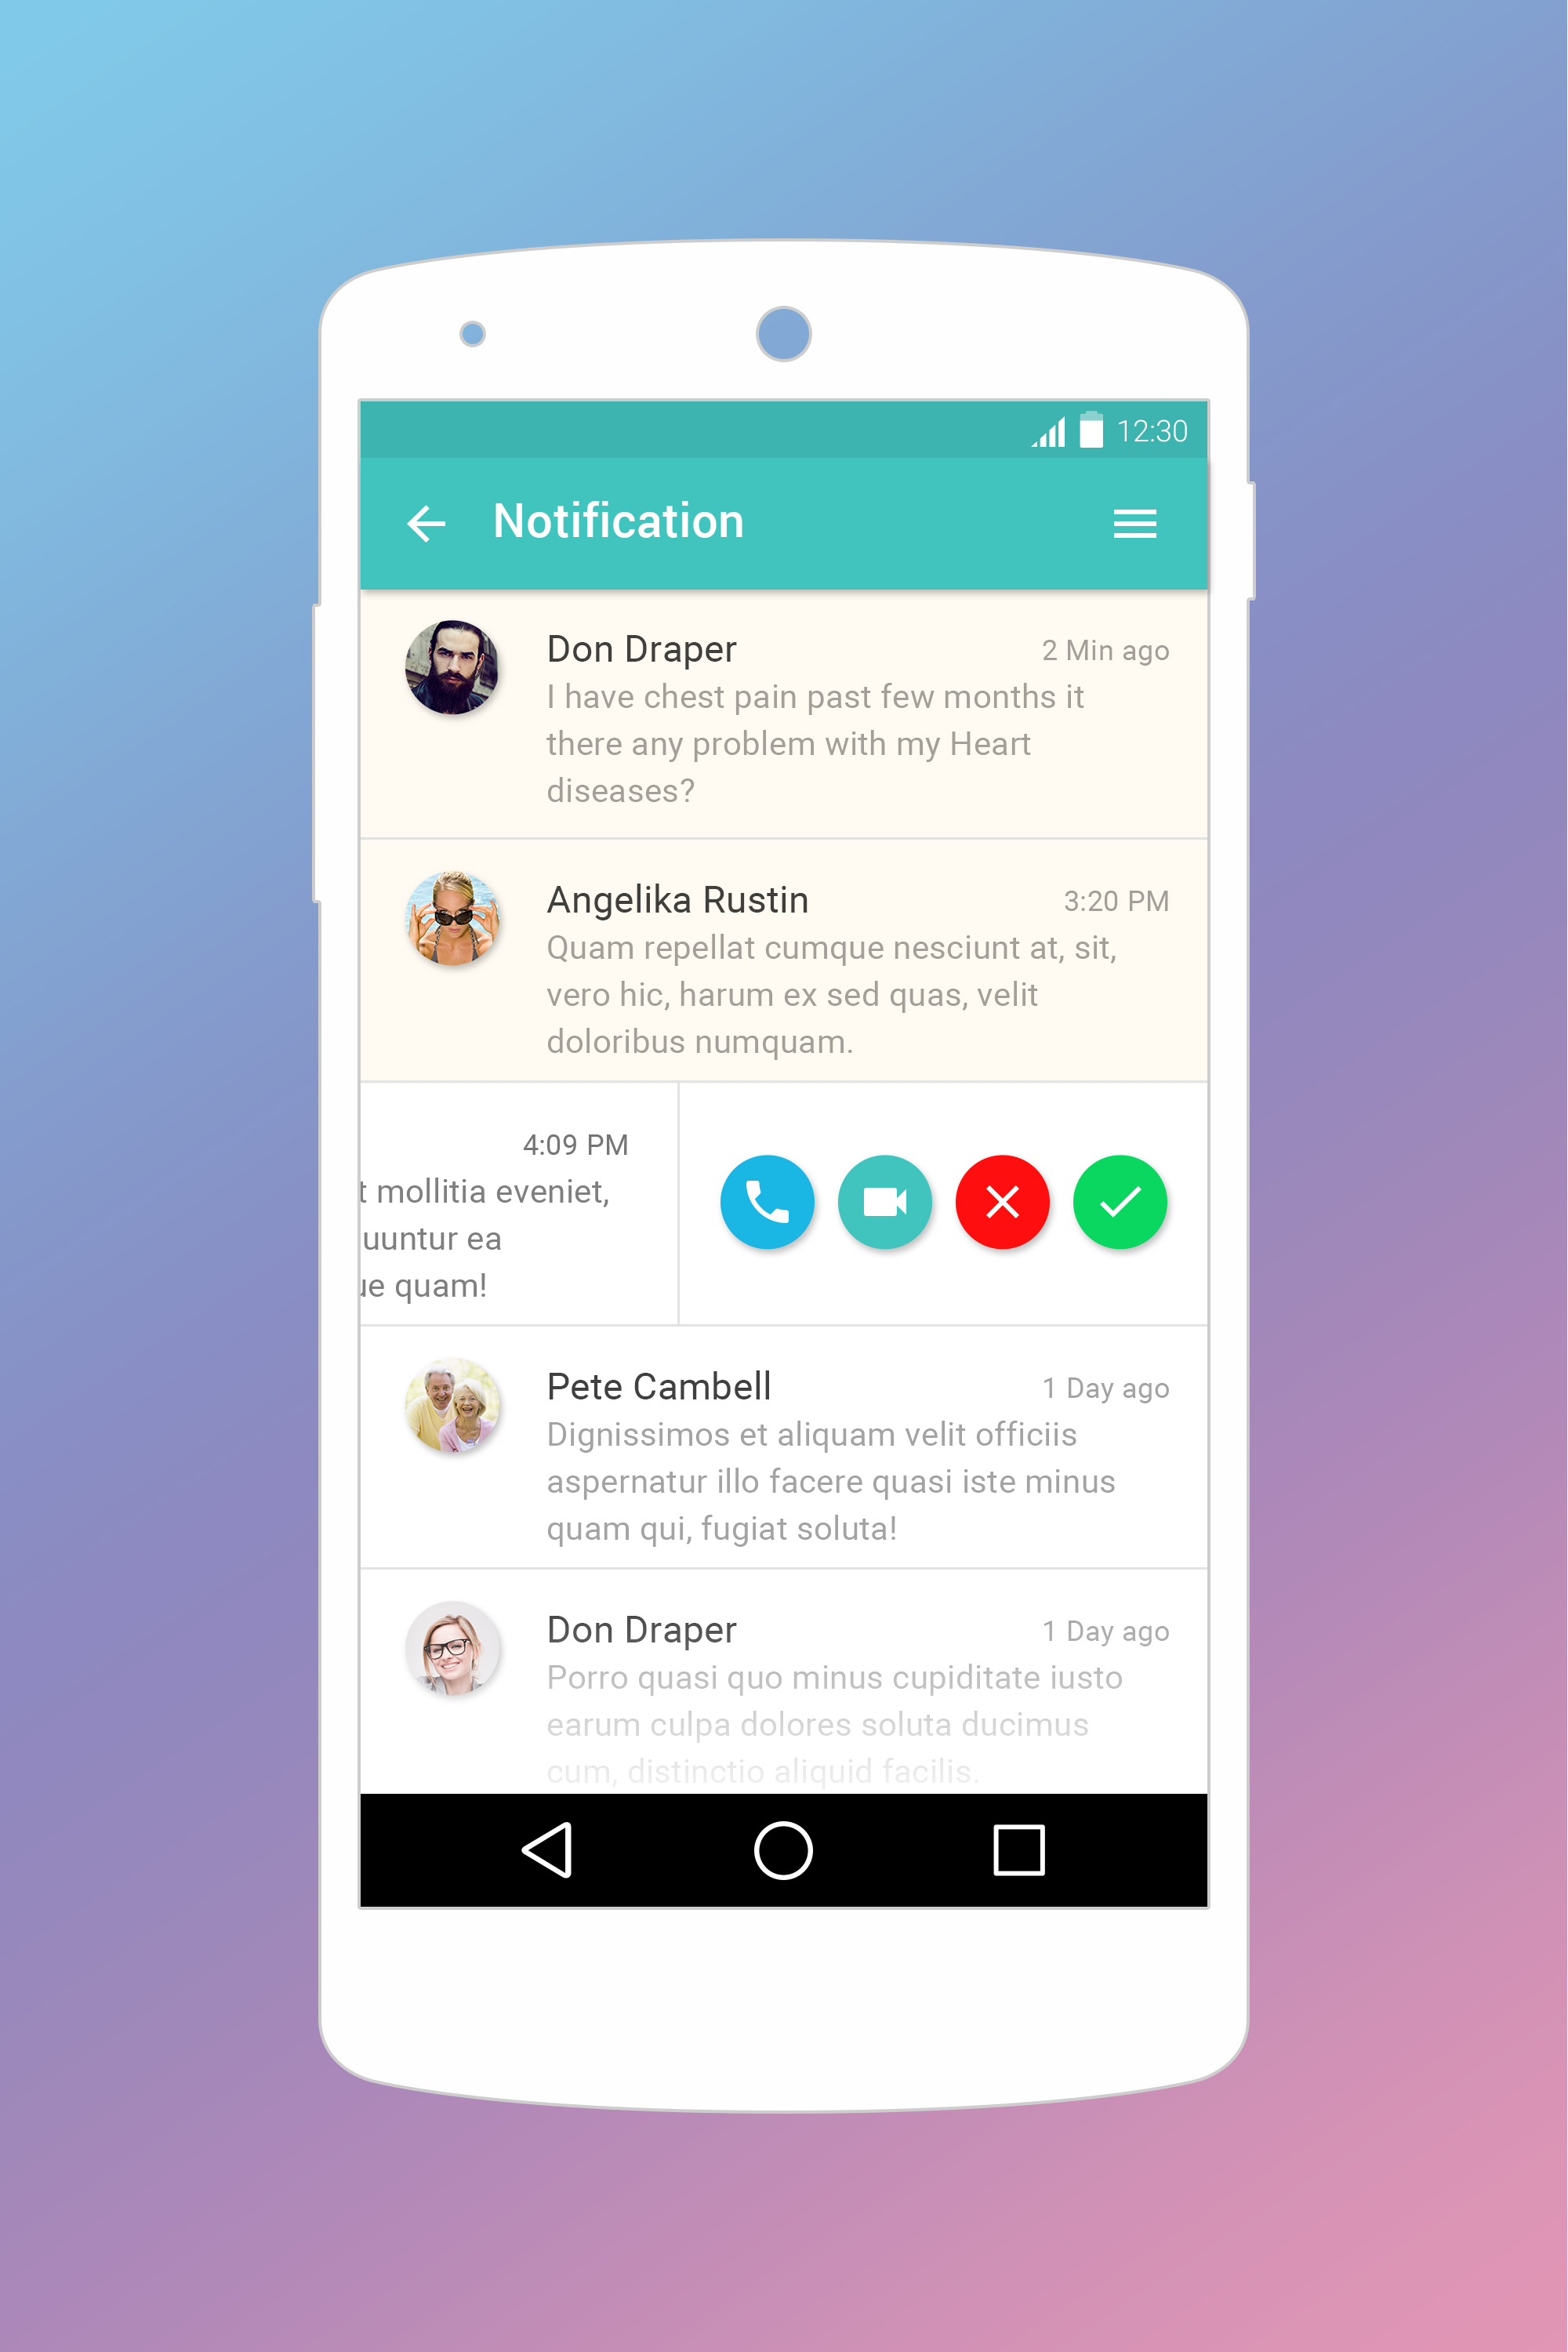 12:30
Notification
Don Draper
2 Min ago
I have chest pain past few months it
there any problem with my Heart
diseases?
Angelika Rustin
3:20 PM
Quam repellat cumque nesciunt at, sit,
vero hic, harum ex sed quas, velit
doloribus numquam.
4:09 PM
t mollitia eveniet,
uuntur ea
ue quam!
Pete Cambell
1 Day ago
Dignissimos et aliquam velit officiis
aspernatur illo facere quasi iste minus
quam qui, fugiat soluta!
Don Draper
1 Day ago
Porro quasi quo minus cupiditate iusto
earum culpa dolores soluta ducimus
cum, distinctio aliquid facilis.